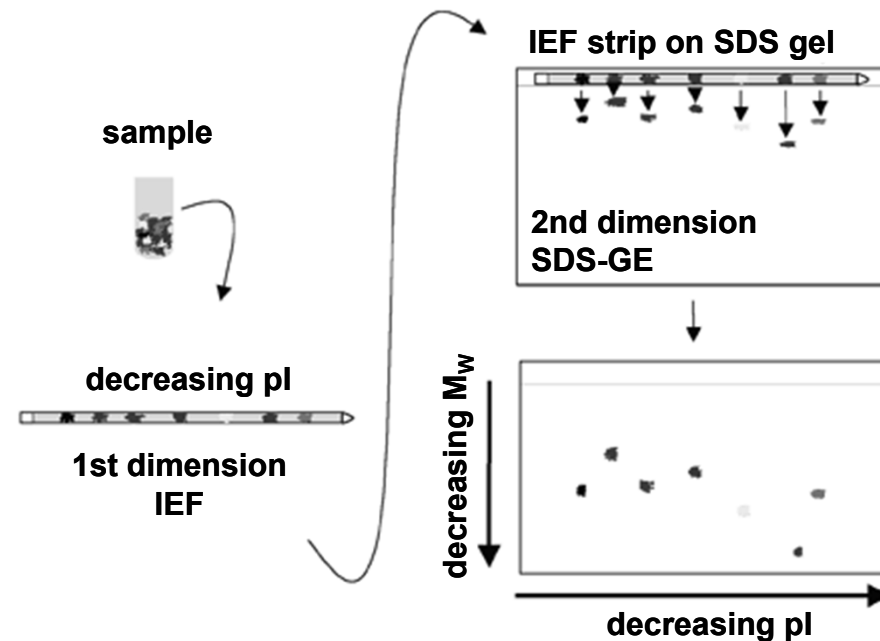 sample
decreasing pI
1st dimension
IEF
IEF strip on SDS gel
2nd dimension
SDS-GE
decreasing MW
decreasing pI